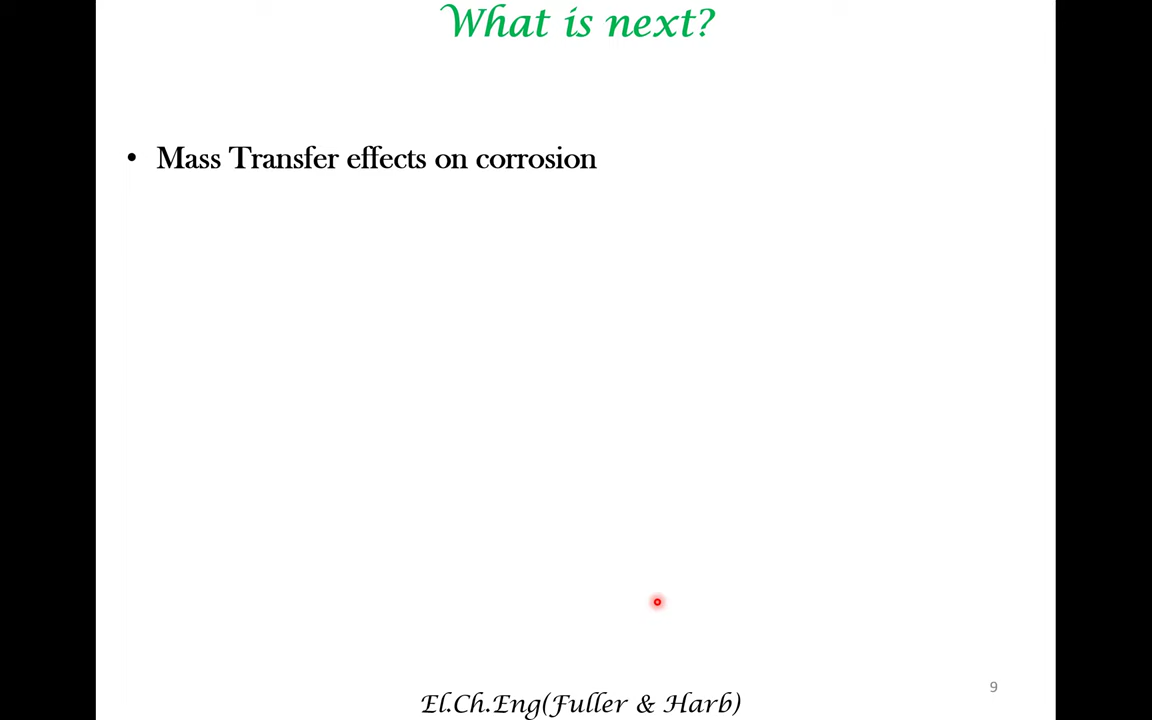 What is next?
• Mass Transfer effects on corrosion
9
El.Ch.Eng(Fuller & Harb)